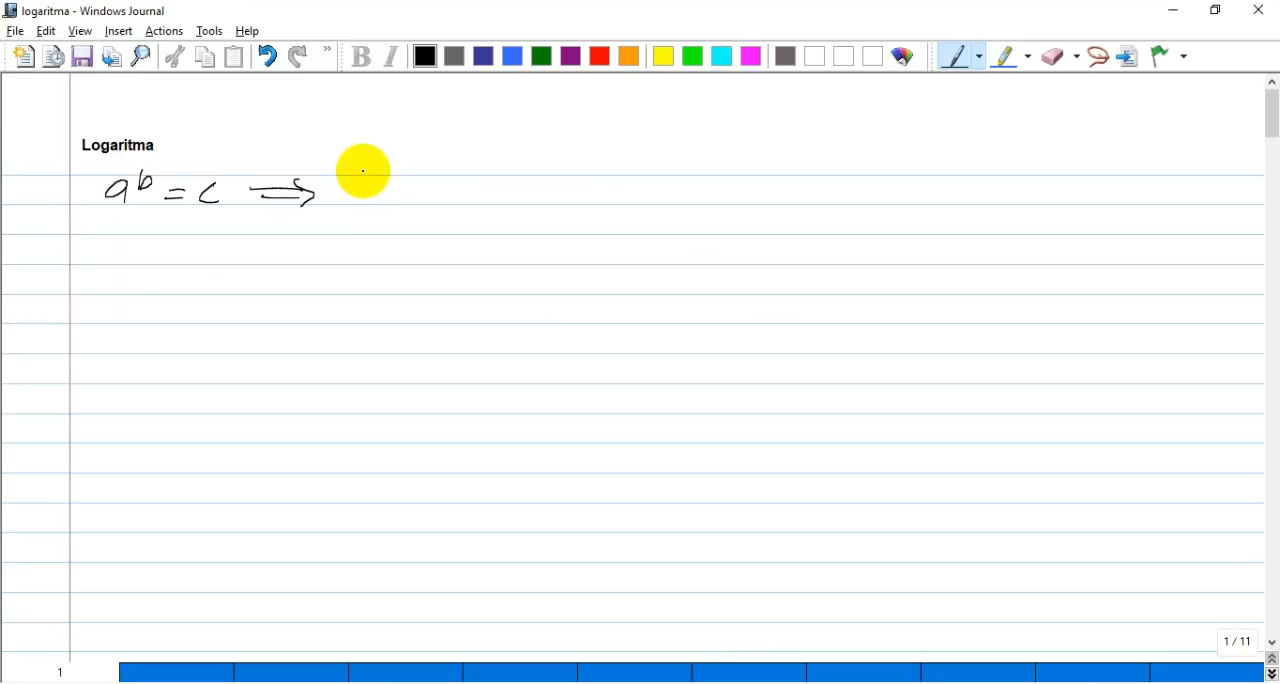 logaritma - Windows Journal
File Edit View Insert Actions Tools Help
» B I
Logaritma
a^b = c ⇒
1 / 11
1